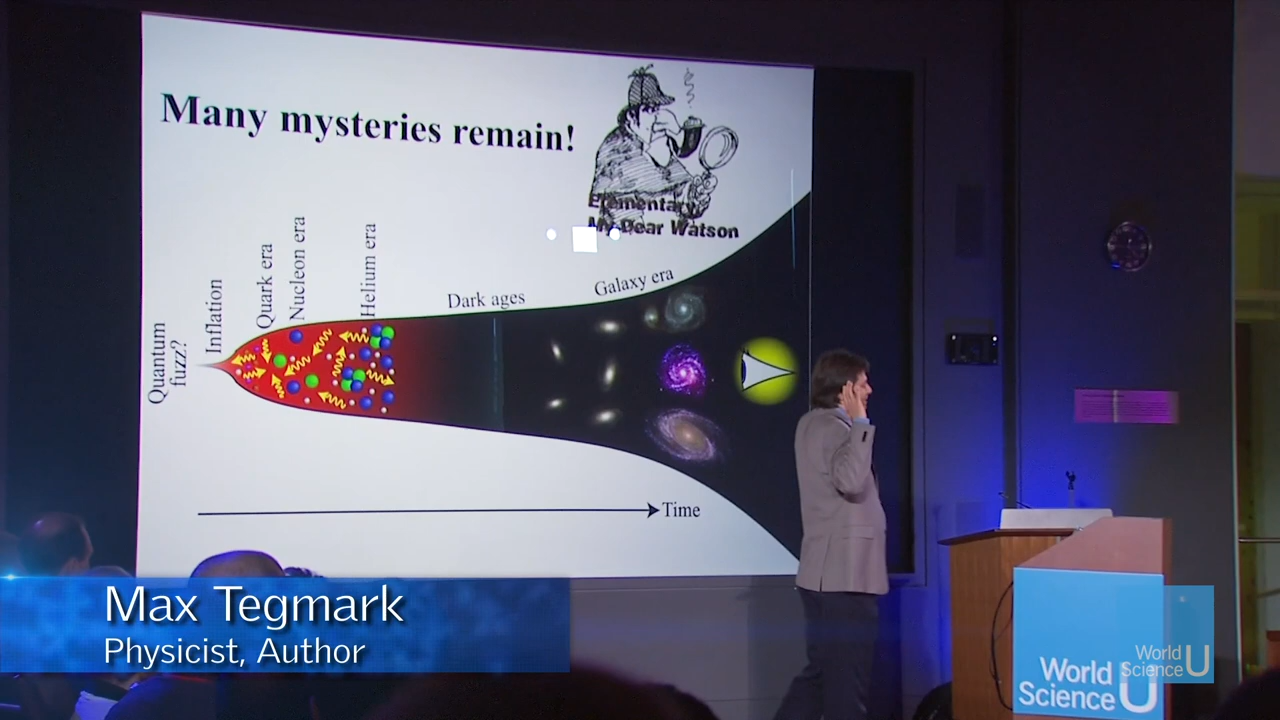 Many mysteries remain!
Elementary,
My Dear Watson
Quantum
fuzz?
Inflation
Quark era
Nucleon era
Helium era
Dark ages
Galaxy era
Time
Max Tegmark
Physicist, Author
World
Science U
World
Science U